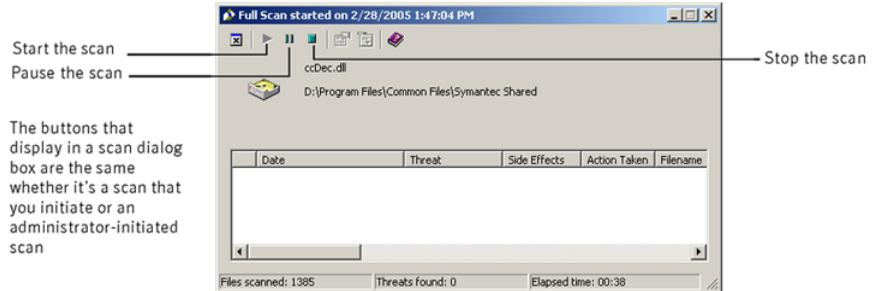 Full Scan started on 2/28/2005 1:47:04 PM
Start the scan
Pause the scan
Stop the scan
ccDec.dll
D:\Program Files\Common Files\Symantec Shared
The buttons that
display in a scan dialog
box are the same
whether it's a scan that
you initiate or an
administrator-initiated
scan
Date Threat Side Effects Action Taken Filename
Files scanned: 1385 Threats found: 0 Elapsed time: 00:38